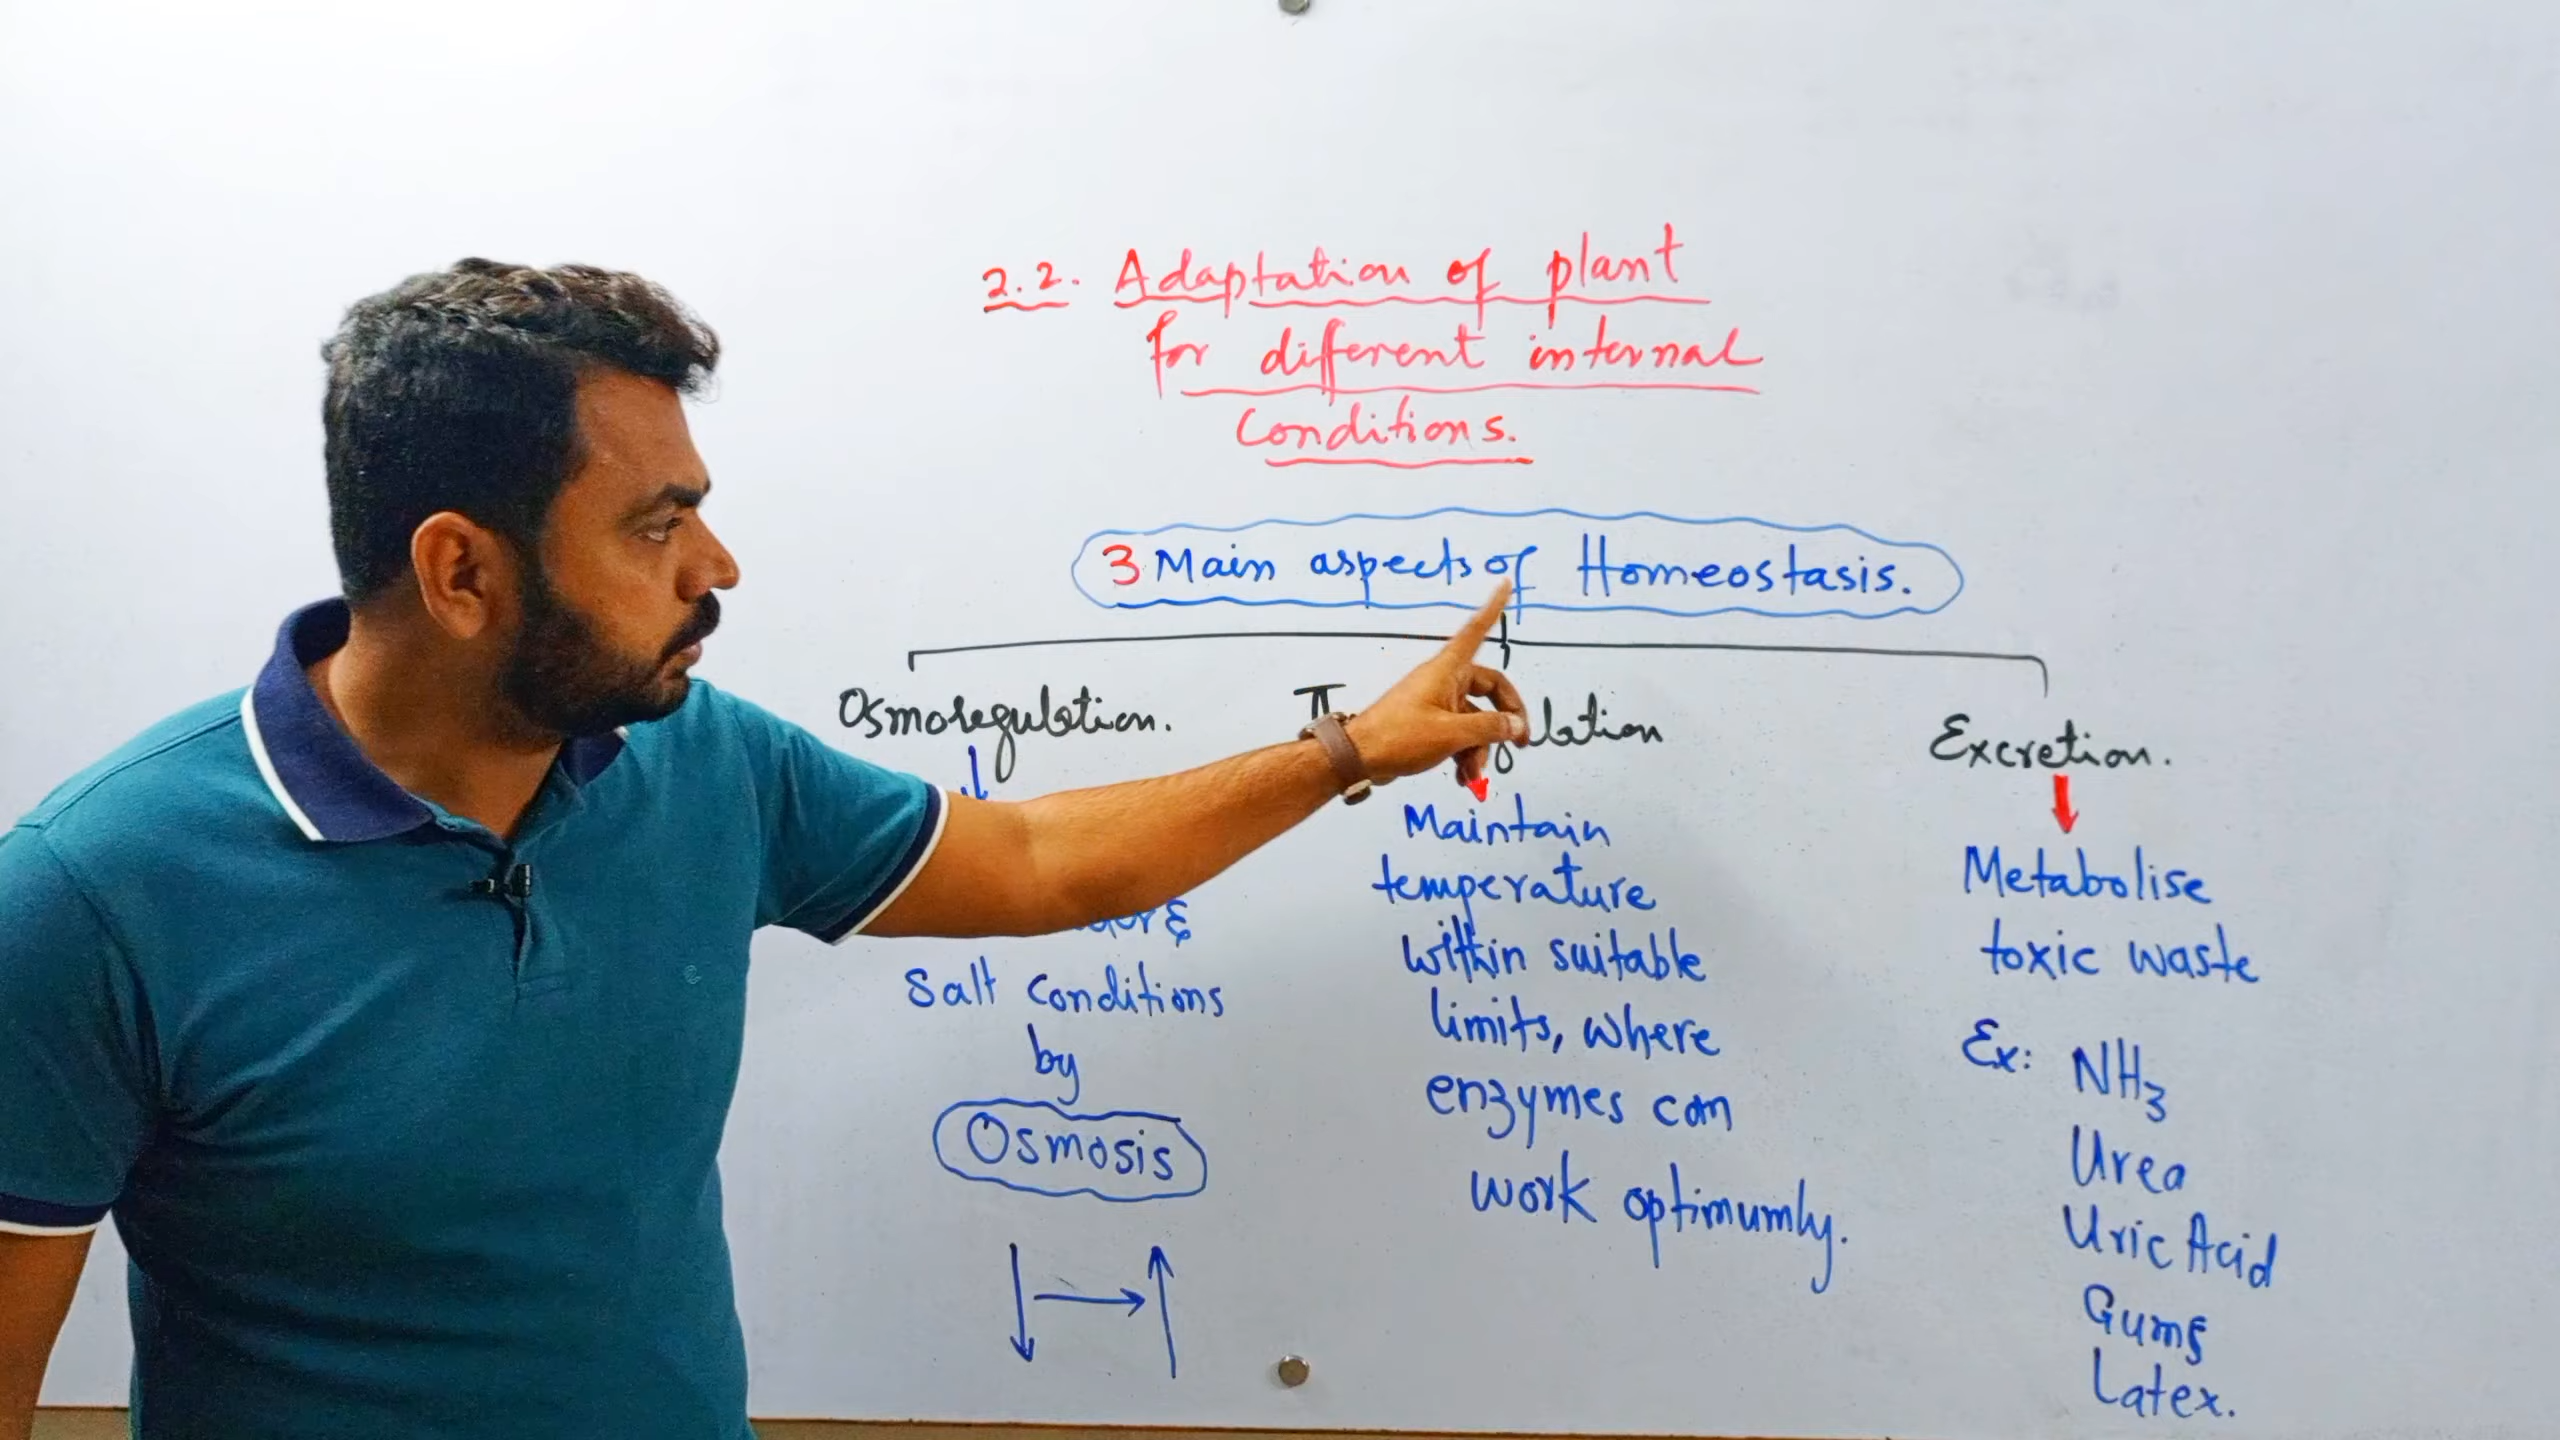 2.2. Adaptation of plant
for different internal
Conditions.
3 Main aspects of Homeostasis.
Osmoregulation.
Salt Conditions
by
Osmosis
Maintain
temperature
within suitable
limits, where
enzymes can
work optimumly.
Excretion.
Metabolise
toxic waste
Ex: NH3
Urea
Uric Acid
Gums
Latex.